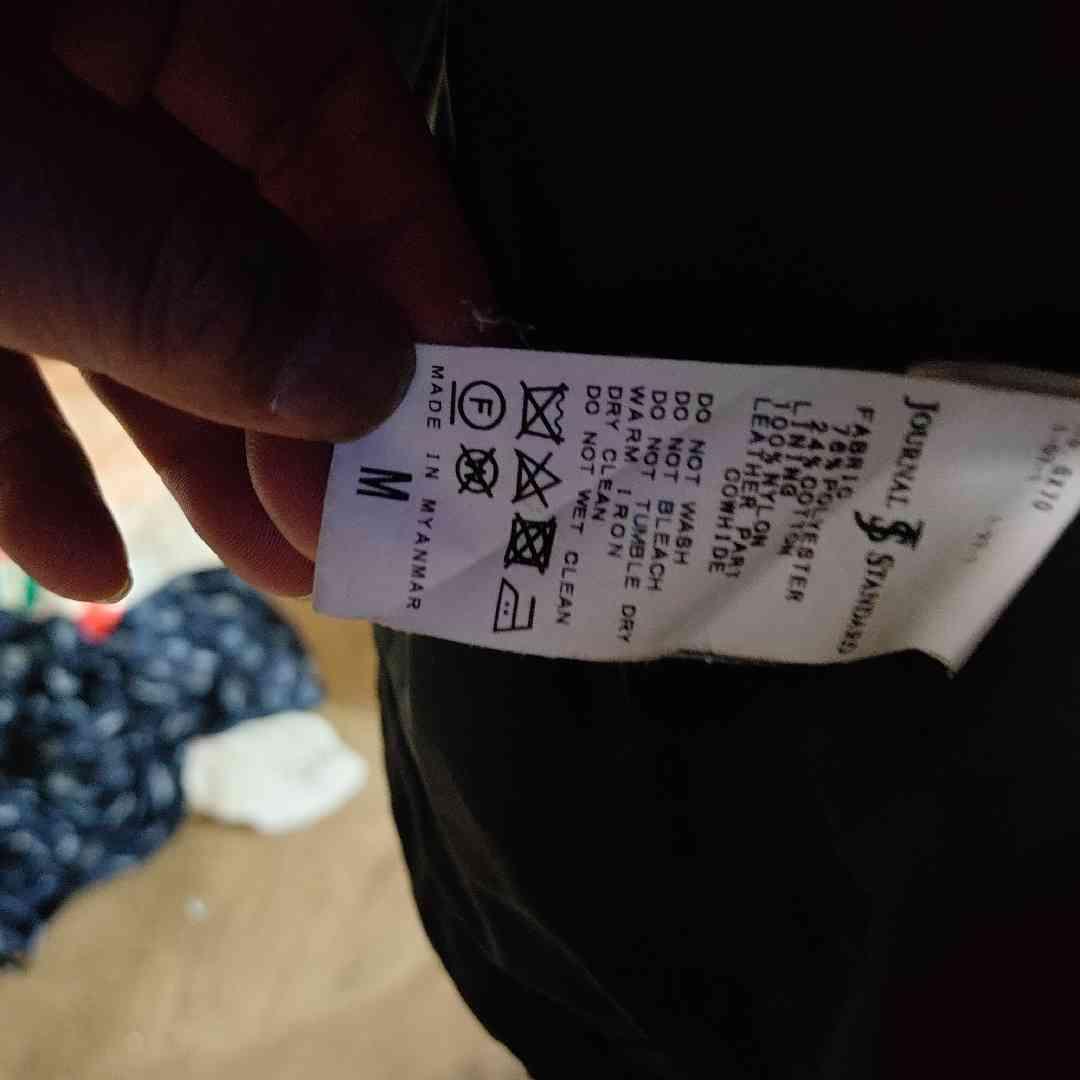 JOURNAL STANDARD
FABRIC
76% POLYESTER
24% COTTON
LINING
100% NYLON
LEATHER PART
COWHIDE
DO NOT WASH
DO NOT BLEACH
DO NOT TUMBLE DRY
WARM IRON
DRY CLEAN
DO NOT WET CLEAN
F
MADE IN MYANMAR
M